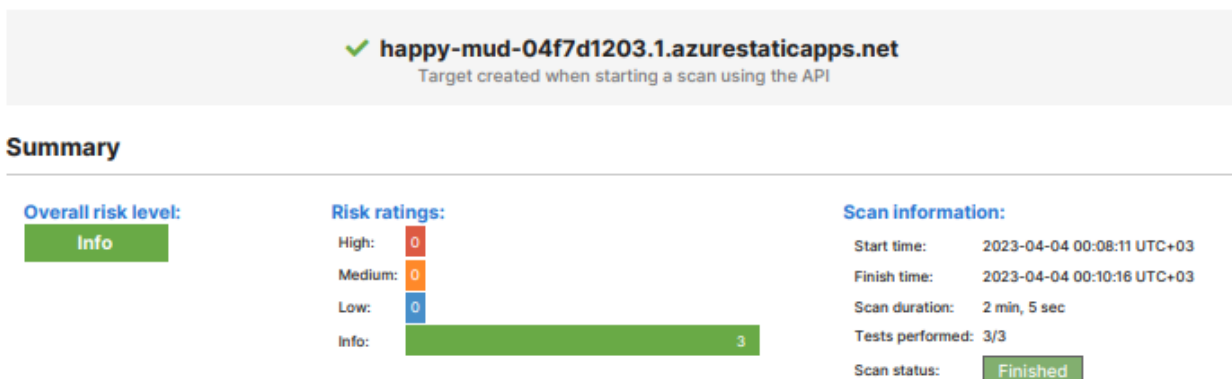 happy-mud-04f7d1203.1.azurestaticapps.net
Target created when starting a scan using the API
Summary
Overall risk level:
Info
Risk ratings:
High: 0
Medium: 0
Low: 0
Info: 3
Scan information:
Start time: 2023-04-04 00:08:11 UTC+03
Finish time: 2023-04-04 00:10:16 UTC+03
Scan duration: 2 min, 5 sec
Tests performed: 3/3
Scan status: Finished